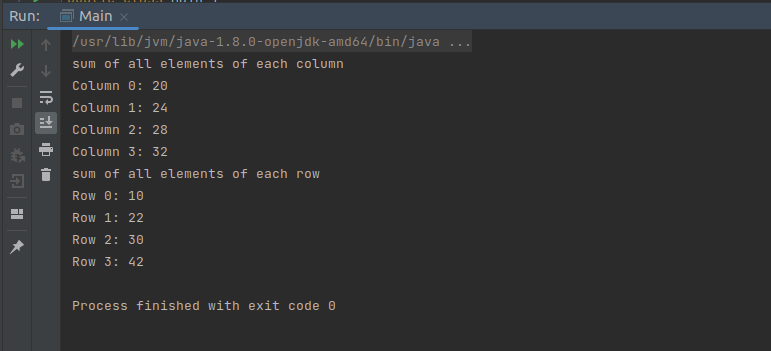 Run: Main
/usr/lib/jvm/java-1.8.0-openjdk-amd64/bin/java ...
sum of all elements of each column
Column 0: 20
Column 1: 24
Column 2: 28
Column 3: 32
sum of all elements of each row
Row 0: 10
Row 1: 22
Row 2: 30
Row 3: 42
Process finished with exit code 0